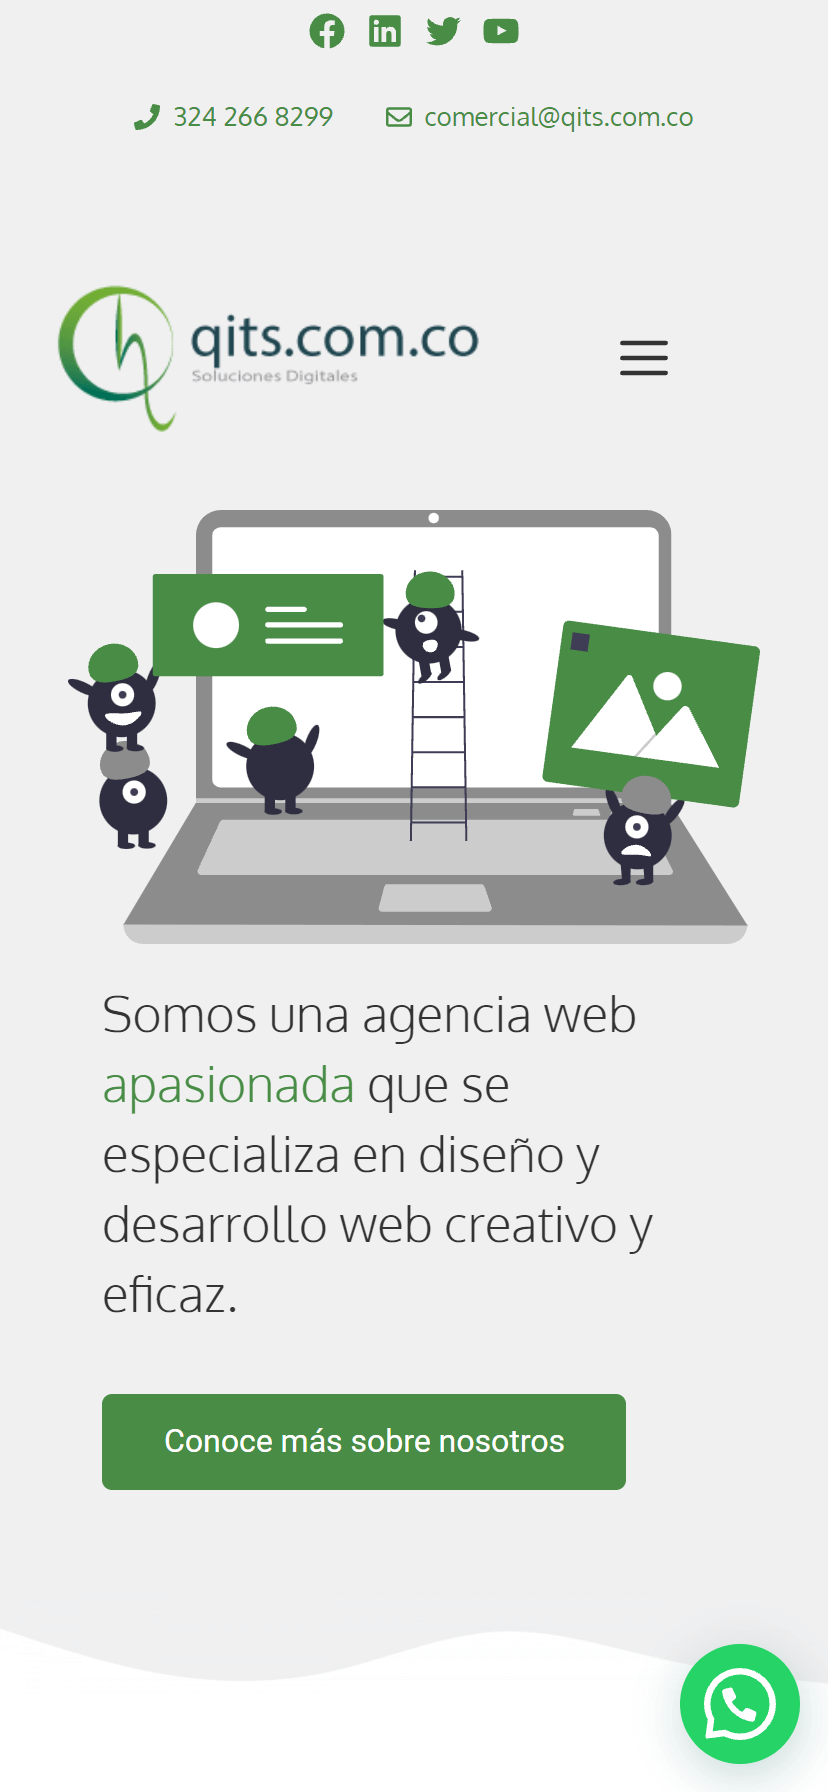 324 266 8299 comercial@qits.com.co
qits.com.co
Soluciones Digitales
Somos una agencia web
apasionada que se
especializa en diseño y
desarrollo web creativo y
eficaz.
Conoce más sobre nosotros